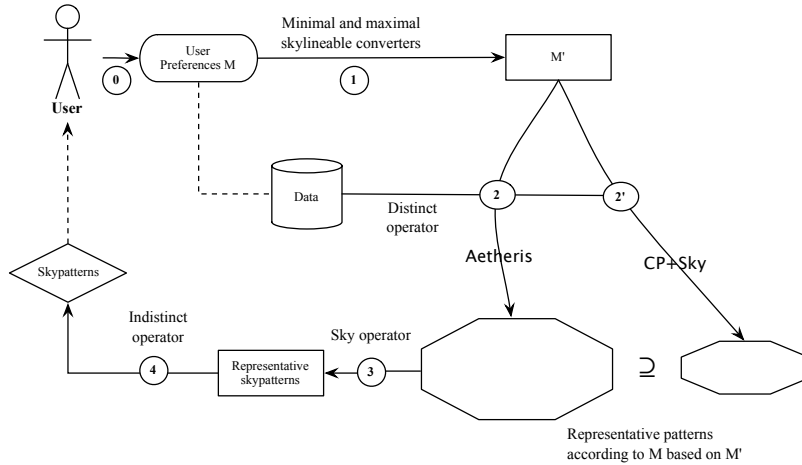 Minimal and maximal
skylineable converters
User
Preferences M
M'
0
1
User
Data
Distinct
operator
2
2'
Aetheris
CP+Sky
Skypatterns
Indistinct
operator
Sky operator
4
Representative
skypatterns
3
⊇
Representative patterns
according to M based on M'